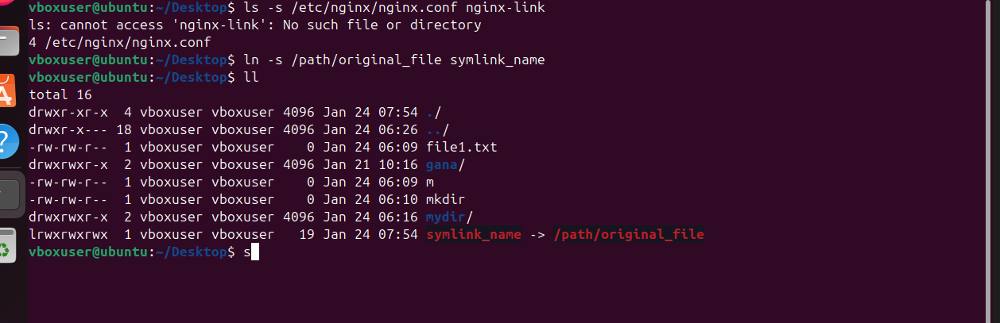 vboxuser@ubuntu:~/Desktop$ ls -s /etc/nginx/nginx.conf nginx-link
ls: cannot access 'nginx-link': No such file or directory
4 /etc/nginx/nginx.conf
vboxuser@ubuntu:~/Desktop$ ln -s /path/original_file symlink_name
vboxuser@ubuntu:~/Desktop$ ll
total 16
drwxr-xr-x  4 vboxuser vboxuser 4096 Jan 24 07:54 ./
drwxr-x--- 18 vboxuser vboxuser 4096 Jan 24 06:26 ../
-rw-rw-r--  1 vboxuser vboxuser    0 Jan 24 06:09 file1.txt
drwxrwxr-x  2 vboxuser vboxuser 4096 Jan 21 10:16 gana/
-rw-rw-r--  1 vboxuser vboxuser    0 Jan 24 06:09 m
-rw-rw-r--  1 vboxuser vboxuser    0 Jan 24 06:10 mkdir
drwxrwxr-x  2 vboxuser vboxuser 4096 Jan 24 06:16 mydir/
lrwxrwxrwx  1 vboxuser vboxuser   19 Jan 24 07:54 symlink_name -> /path/original_file
vboxuser@ubuntu:~/Desktop$ s